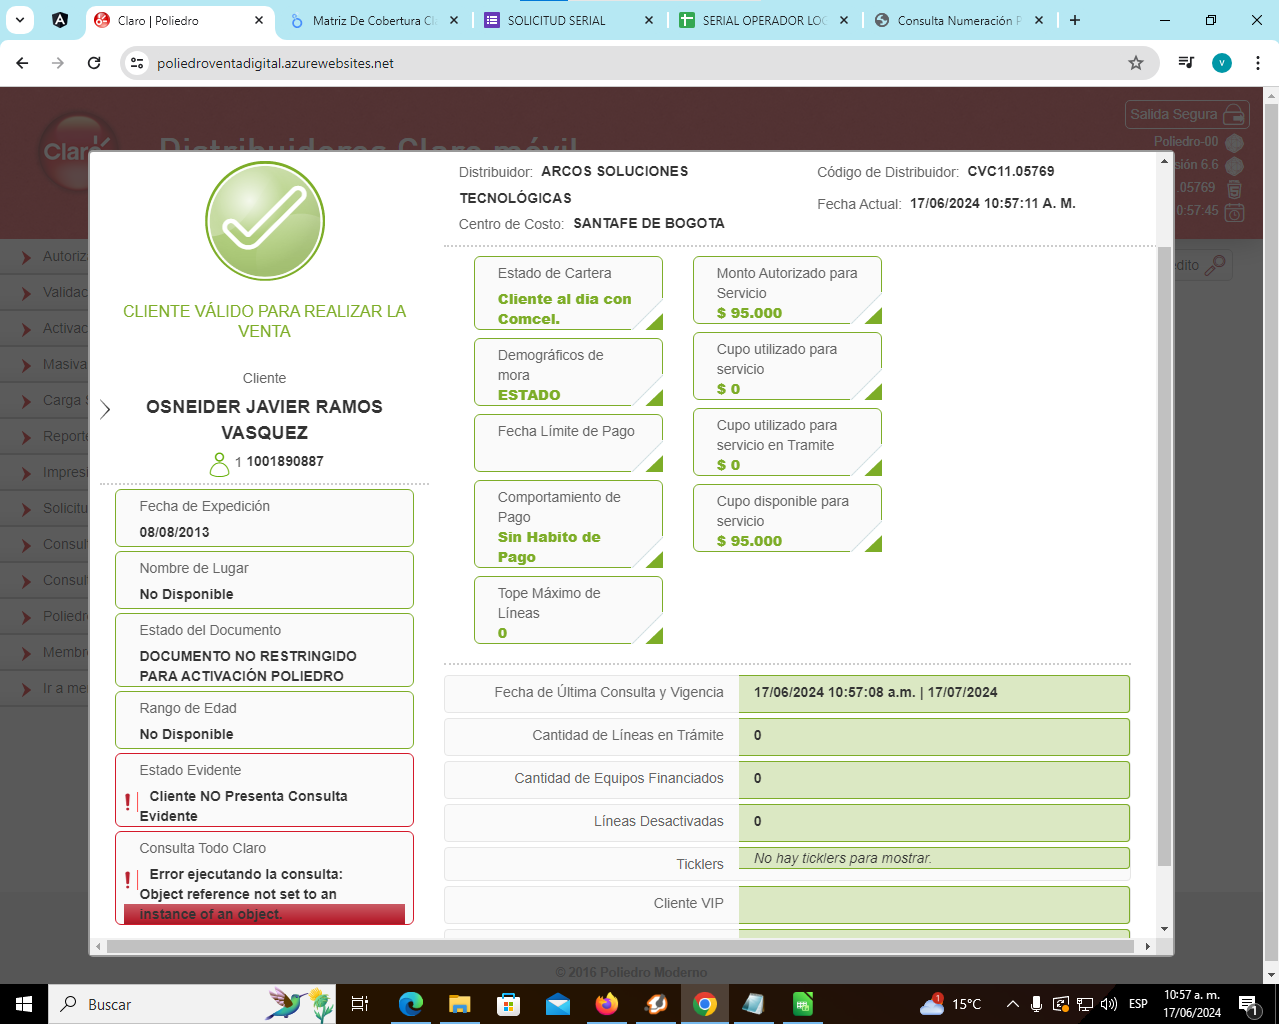 Claro | Poliedro
Matriz De Cobertura Cl
SOLICITUD SERIAL
SERIAL OPERADOR LOC
Consulta Numeración P
poliedroventadigital.azurewebsites.net
v
Salida Segura
Claro
Distribuidores Claro móvil
Poliedro-00
sión 6.6
.05769
0:57:45
Autoriz
Validac
Activac
Masiva
Carga S
Reporte
Impresi
Solicitu
Consul
Consul
Poliedr
Membr
Ir a me
édito
CLIENTE VÁLIDO PARA REALIZAR LA
VENTA
Cliente
OSNEIDER JAVIER RAMOS
VASQUEZ
1 1001890887
Fecha de Expedición
08/08/2013
Nombre de Lugar
No Disponible
Estado del Documento
DOCUMENTO NO RESTRINGIDO
PARA ACTIVACIÓN POLIEDRO
Rango de Edad
No Disponible
Estado Evidente
! Cliente NO Presenta Consulta
Evidente
Consulta Todo Claro
! Error ejecutando la consulta:
Object reference not set to an
instance of an object.
Distribuidor: ARCOS SOLUCIONES
TECNOLÓGICAS
Centro de Costo: SANTAFE DE BOGOTA
Código de Distribuidor: CVC11.05769
Fecha Actual: 17/06/2024 10:57:11 A. M.
Estado de Cartera
Cliente al dia con
Comcel.
Demográficos de
mora
ESTADO
Fecha Límite de Pago
Comportamiento de
Pago
Sin Habito de
Pago
Tope Máximo de
Líneas
0
Monto Autorizado para
Servicio
$ 95.000
Cupo utilizado para
servicio
$ 0
Cupo utilizado para
servicio en Tramite
$ 0
Cupo disponible para
servicio
$ 95.000
Fecha de Última Consulta y Vigencia 17/06/2024 10:57:08 a.m. | 17/07/2024
Cantidad de Líneas en Trámite 0
Cantidad de Equipos Financiados 0
Líneas Desactivadas 0
Ticklers No hay ticklers para mostrar.
Cliente VIP
© 2016 Poliedro Moderno
Buscar
1
15°C
ESP
10:57 a. m.
17/06/2024
1